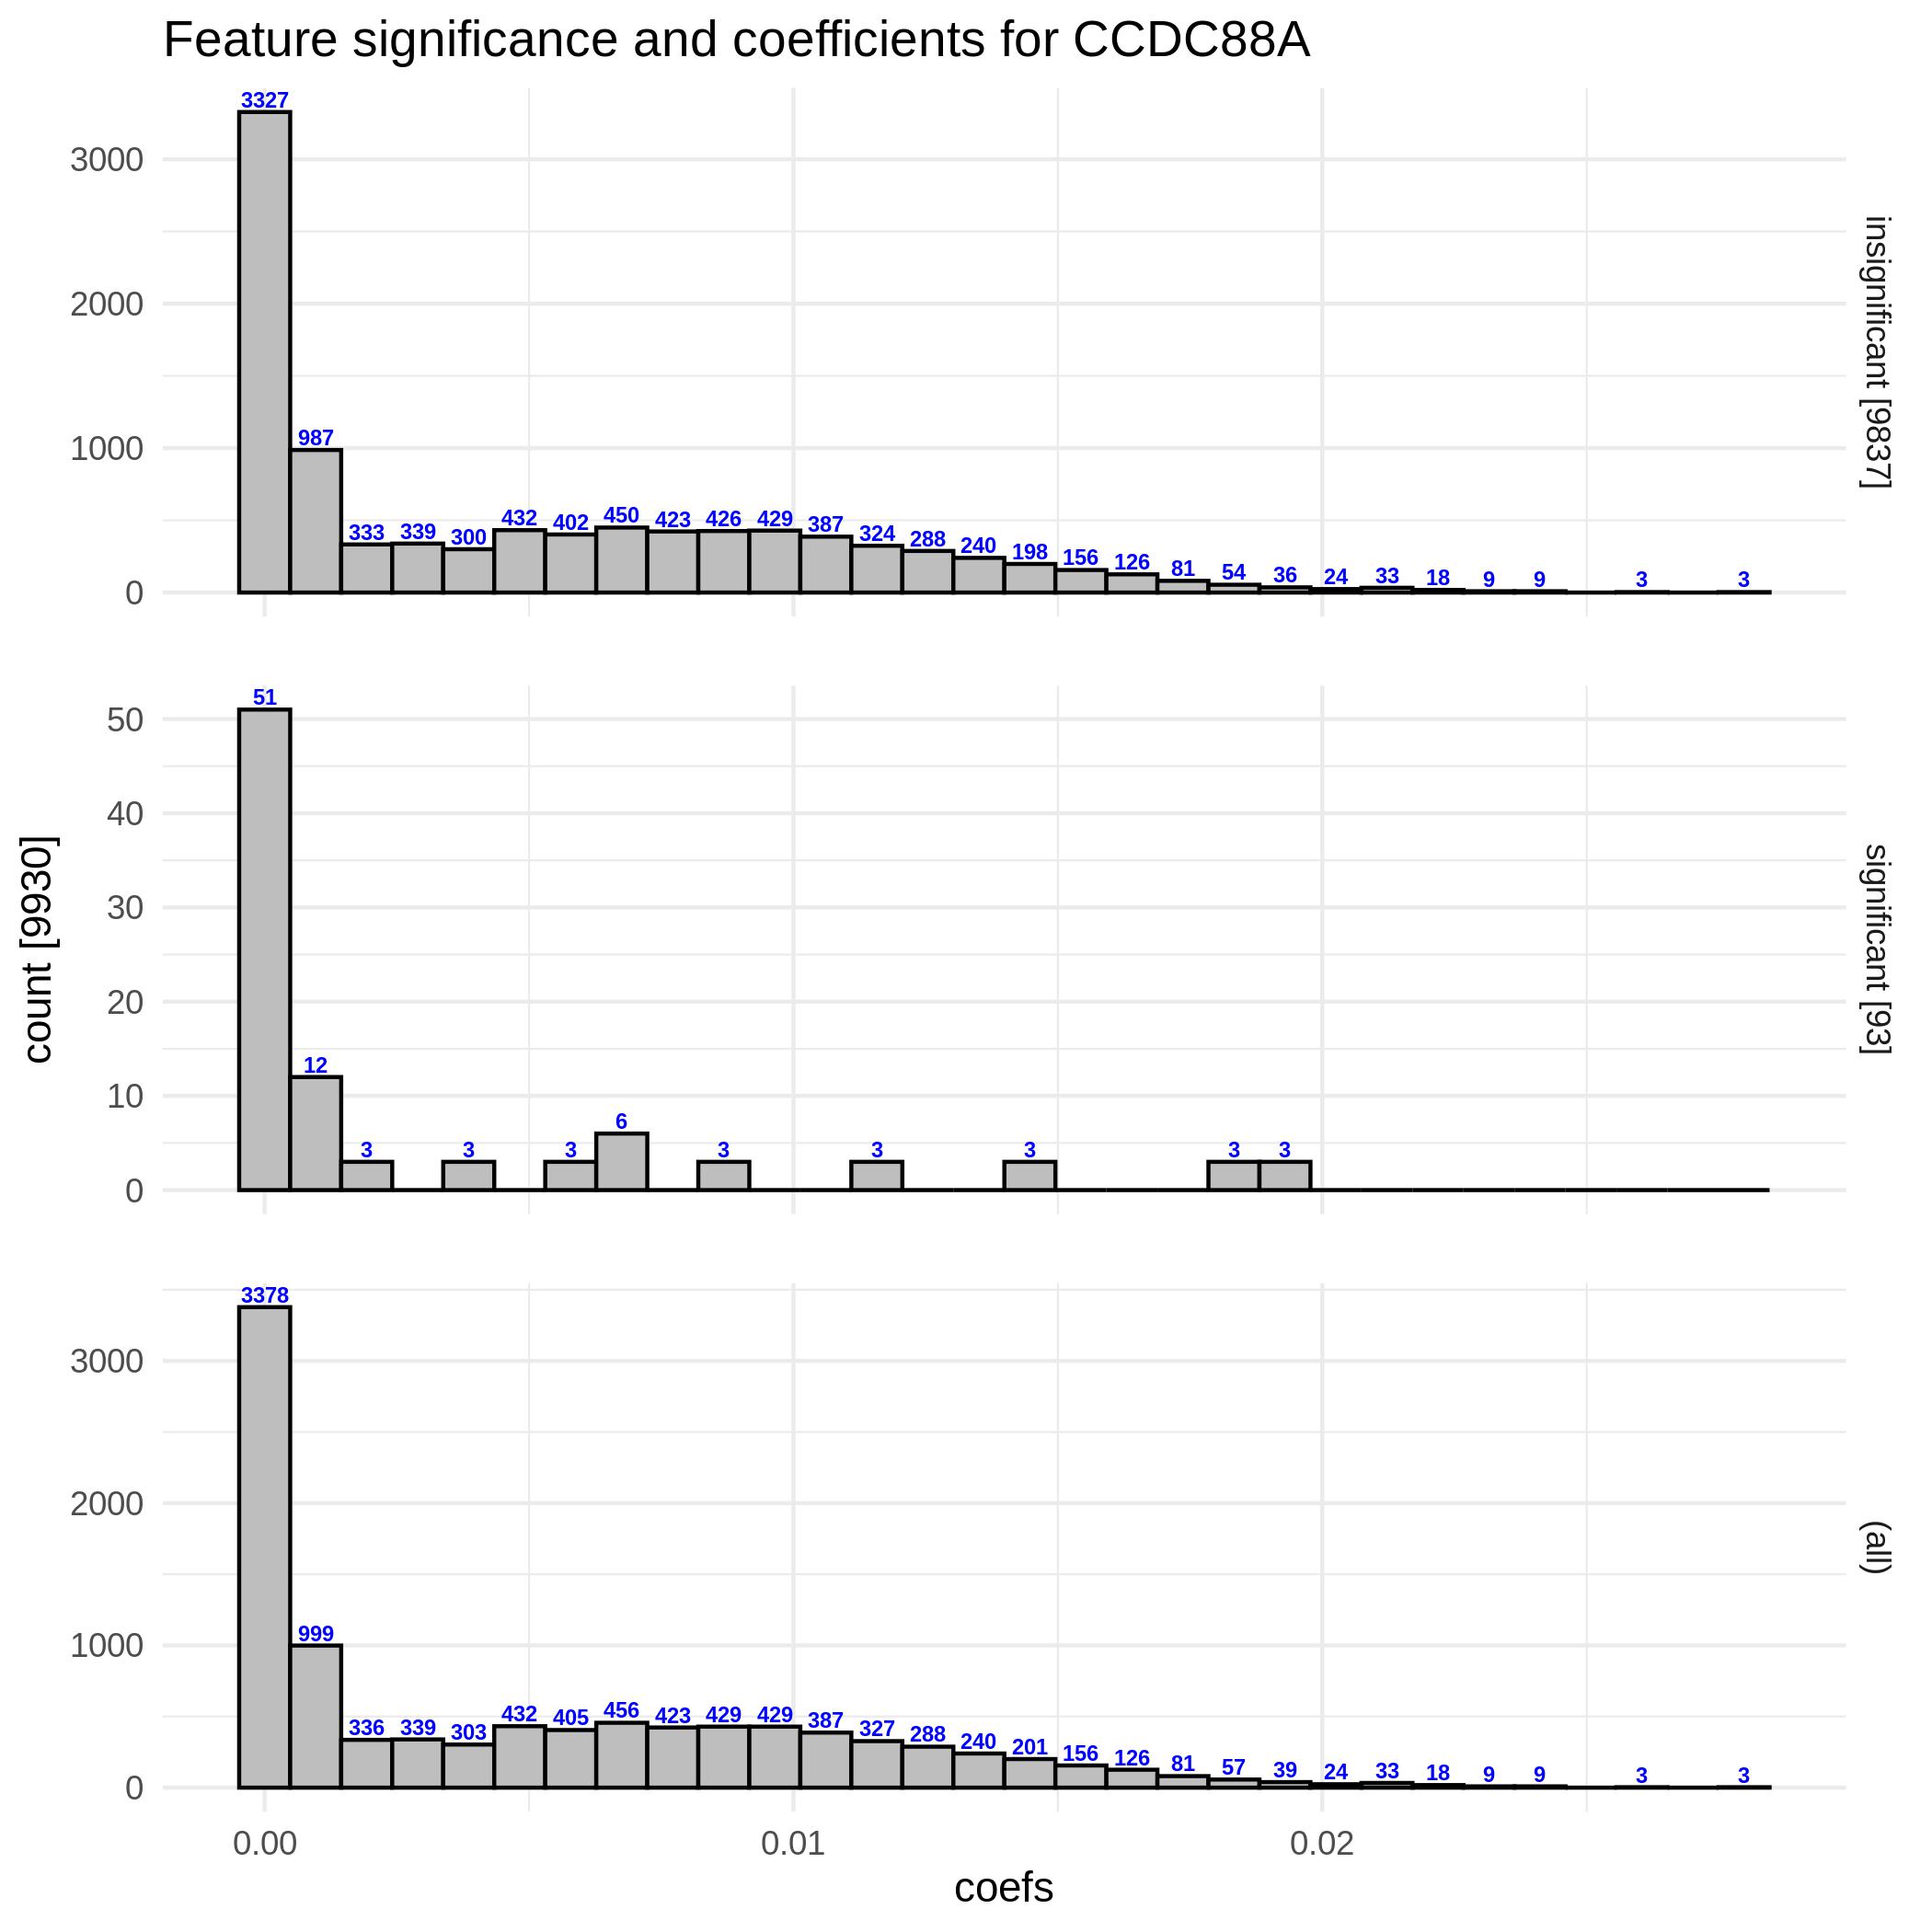 Feature significance and coefficients for CCDC88A
count [9930]
3000
2000
1000
0
3327
987
333 339 300 432 402 450 423 426 429 387 324 288 240 198 156 126 81 54 36 24 33 18 9 9 3 3
insignificant [9837]
50
40
30
20
10
0
51
12
3 3 3 6 3 3 3 3 3
significant [93]
3000
2000
1000
0
3378
999
336 339 303 432 405 456 423 429 429 387 327 288 240 201 156 126 81 57 39 24 33 18 9 9 3 3
(all)
0.00 0.01 0.02
coefs